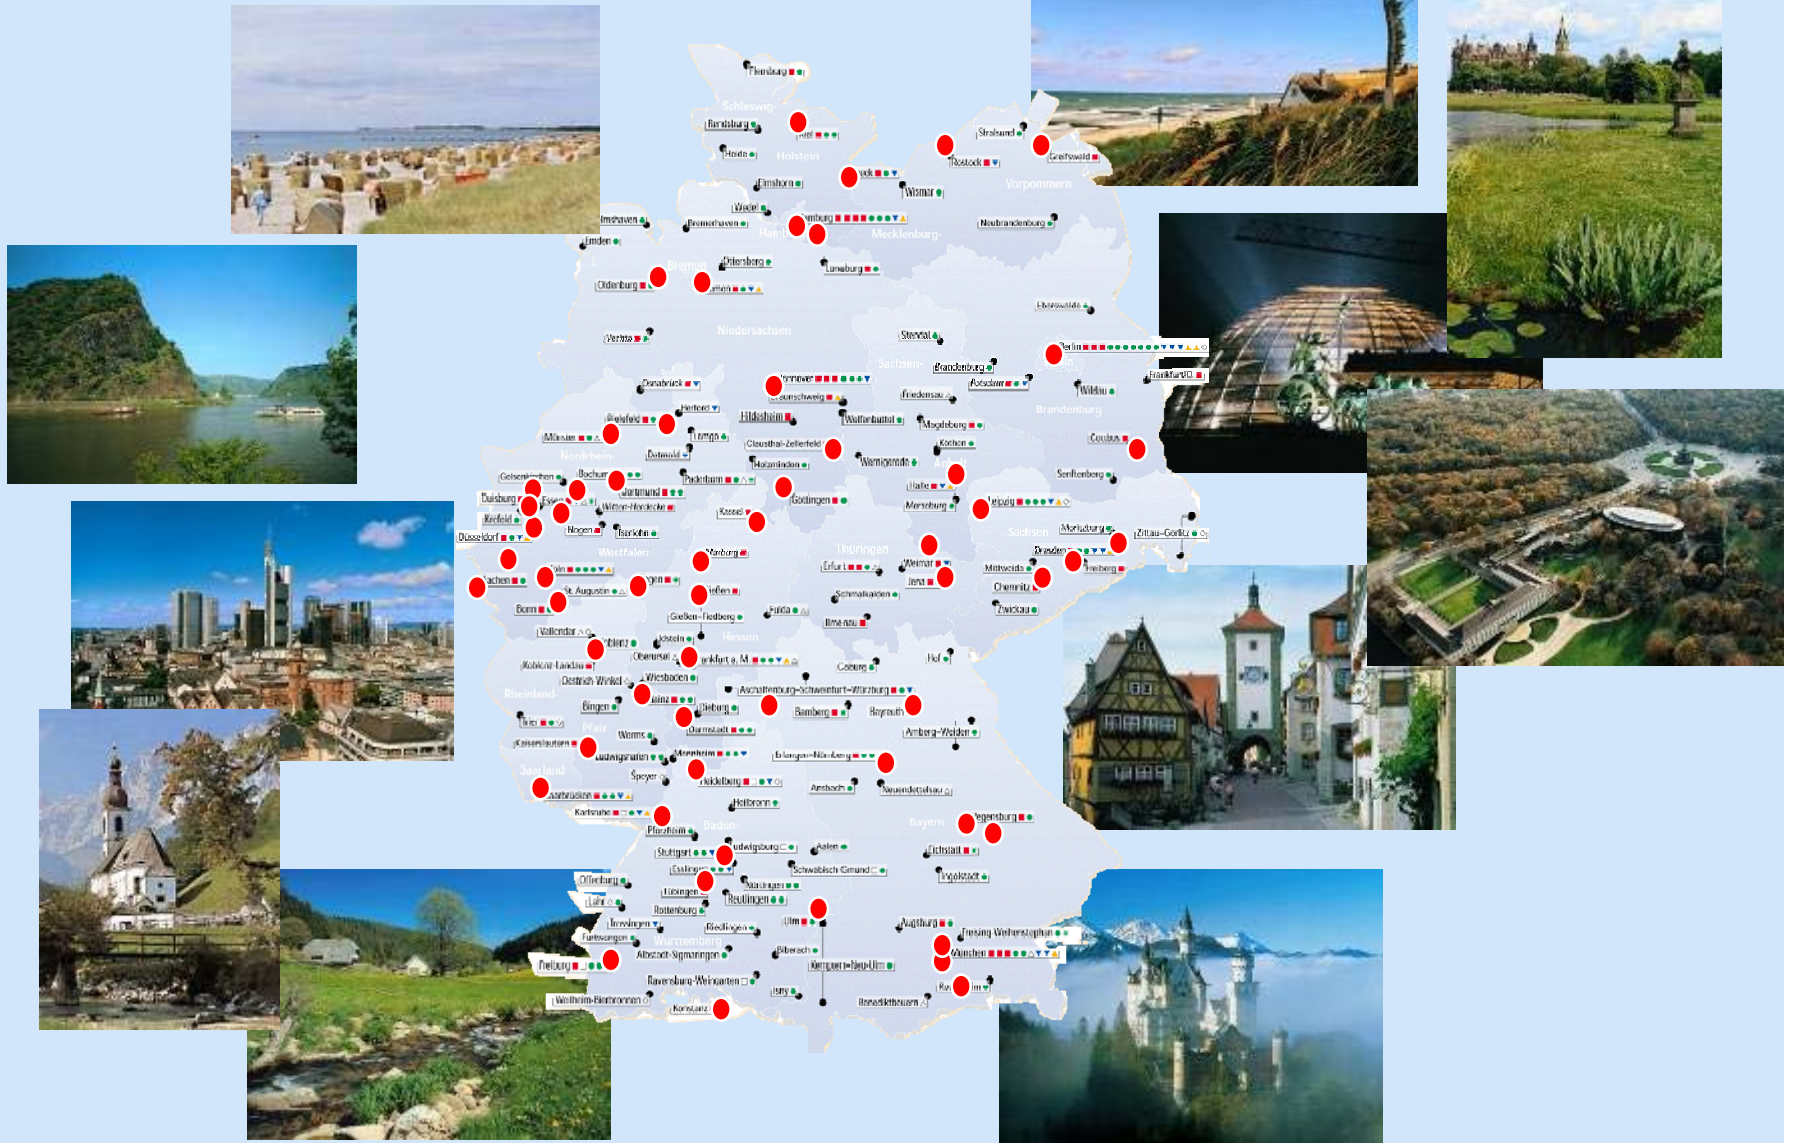 Flensburg
Schleswig-
Rendsburg
Kiel
Stralsund
Greifswald
Heide
Holstein
Rostock
Vorpommern
Elmshorn
Wismar
Wedel
Bremerhaven
Neubrandenburg
Mecklenburg-
Emden
Ottersberg
Lüneburg
Bremen
Oldenburg
Eberswalde
Vechta
Niedersachsen
Stendal
Berlin
Sachsen-
Brandenburg
Frankfurt/O.
Potsdam
Osnabrück
Wildau
Friedensau
Braunschweig
Herford
Brandenburg
Hildesheim
Wolfenbüttel
Bielefeld
Magdeburg
Münster
Lemgo
Cottbus
Clausthal-Zellerfeld
Köthen
Detmold
Nordrhein-
Holzminden
Wernigerode
Anhalt
Gelsenkirchen
Bochum
Paderborn
Senftenberg
Halle
Duisburg
Essen
Dortmund
Göttingen
Merseburg
Leipzig
Witten-Herdecke
Kassel
Krefeld
Hagen
Iserlohn
Sachsen
Moritzburg
Zittau-Görlitz
Düsseldorf
Westfalen
Marburg
Thüringen
Dresden
Erfurt
Weimar
Mittweida
Freiberg
Aachen
Jena
Chemnitz
St. Augustin
Gießen
Schmalkalden
Bonn
Gießen-Fiedberg
Fulda
Zwickau
Ilmenau
Vallendar
Koblenz
Idstein
Hessen
Oberursel
Frankfurt a. M.
Coburg
Hof
Koblenz-Landau
Oestrich-Winkel
Wiesbaden
Aschaffenburg-Schweinfurt-Würzburg
Rheinland-
Mainz
Bingen
Dieburg
Bamberg
Bayreuth
Trier
Pfalz
Darmstadt
Amberg-Weiden
Worms
Kaiserslautern
Mannheim
Erlangen-Nürnberg
Ludwigshafen
Saarland
Speyer
Heidelberg
Ansbach
Neuendettelsau
Saarbrücken
Heilbronn
Karlsruhe
Regensburg
Baden-
Bayern
Pforzheim
Ludwigsburg
Aalen
Stuttgart
Eichstätt
Esslingen
Schwäbisch-Gmünd
Ingolstadt
Offenburg
Nürtingen
Tübingen
Reutlingen
Lahr
Rottenburg
Trossingen
Riedlingen
Ulm
Augsburg
Freising-Weihenstephan
Furtwangen
Württemberg
Albstadt-Sigmaringen
Biberach
München
Freiburg
Kempten-Neu-Ulm
Ravensburg-Weingarten
Isny
Weilheim-Bierbronnen
Benediktbeuern
Konstanz